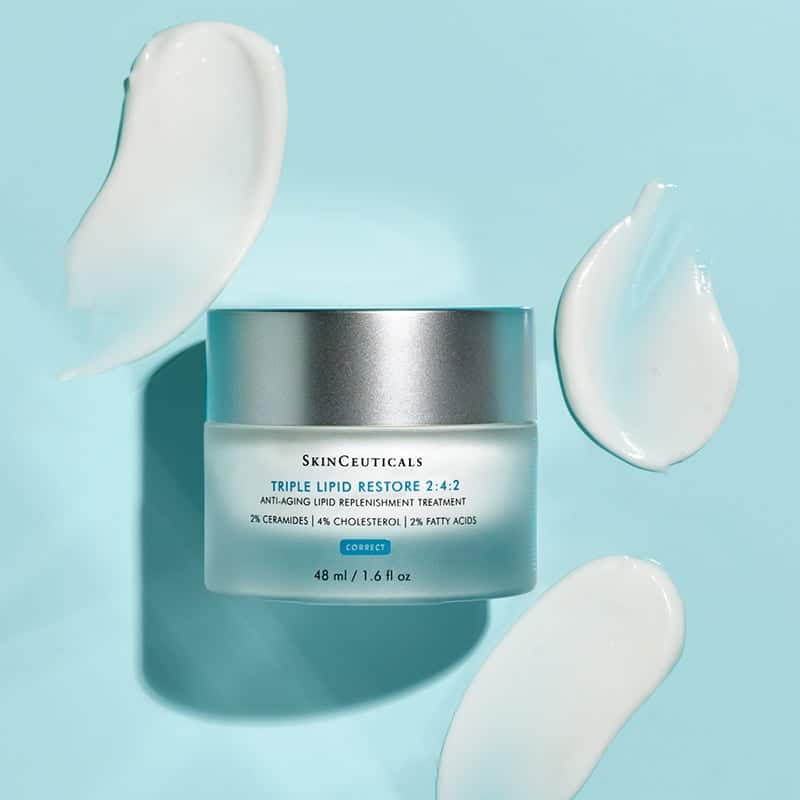 SKINCEUTICALS
TRIPLE LIPID RESTORE 2:4:2
ANTI-AGING LIPID REPLENISHMENT TREATMENT
2% CERAMIDES | 4% CHOLESTEROL | 2% FATTY ACIDS
CORRECT
48 ml / 1.6 fl oz